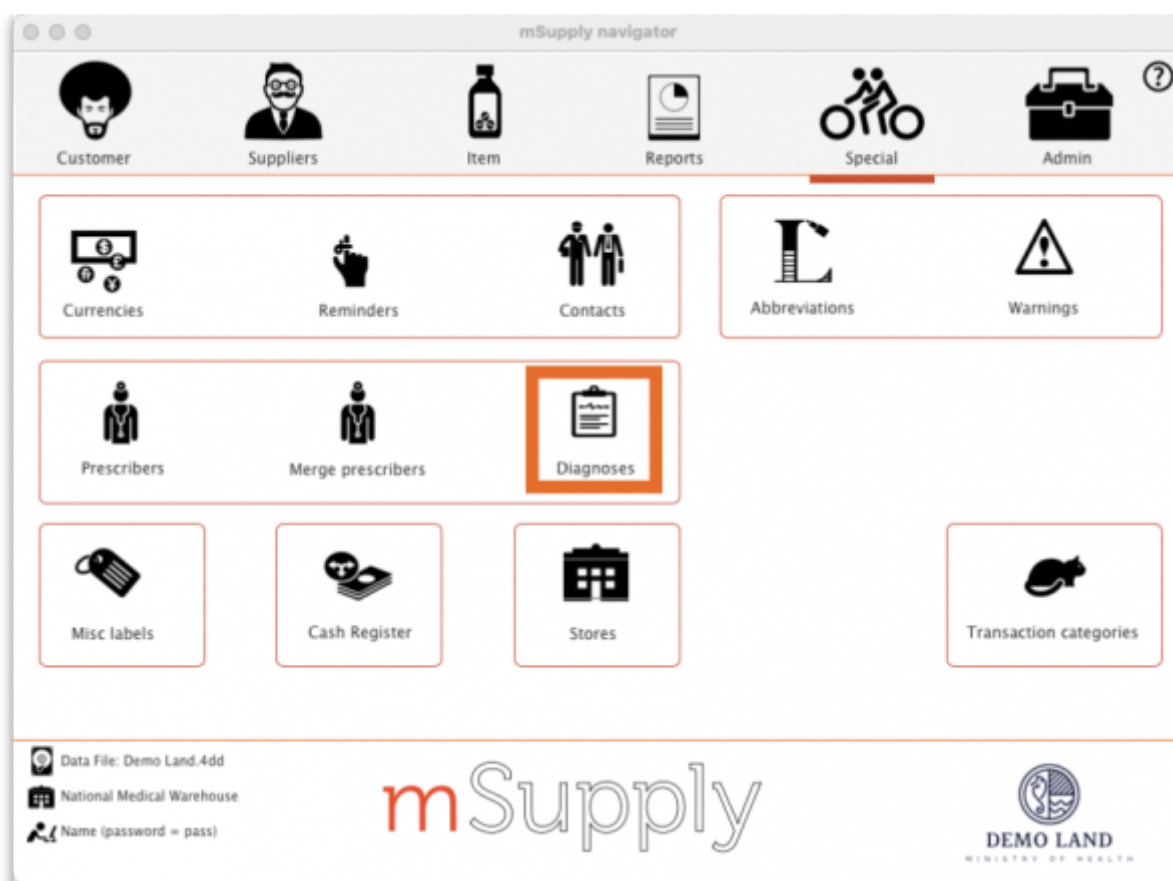 mSupply navigator
Customer
Suppliers
Item
Reports
Special
Admin
?
Currencies
Reminders
Contacts
Abbreviations
Warnings
Prescribers
Merge prescribers
Diagnoses
Misc labels
Cash Register
Stores
Transaction categories
Data File: Demo Land.4dd
National Medical Warehouse
Name (password = pass)
mSupply
DEMO LAND
MINISTRY OF HEALTH